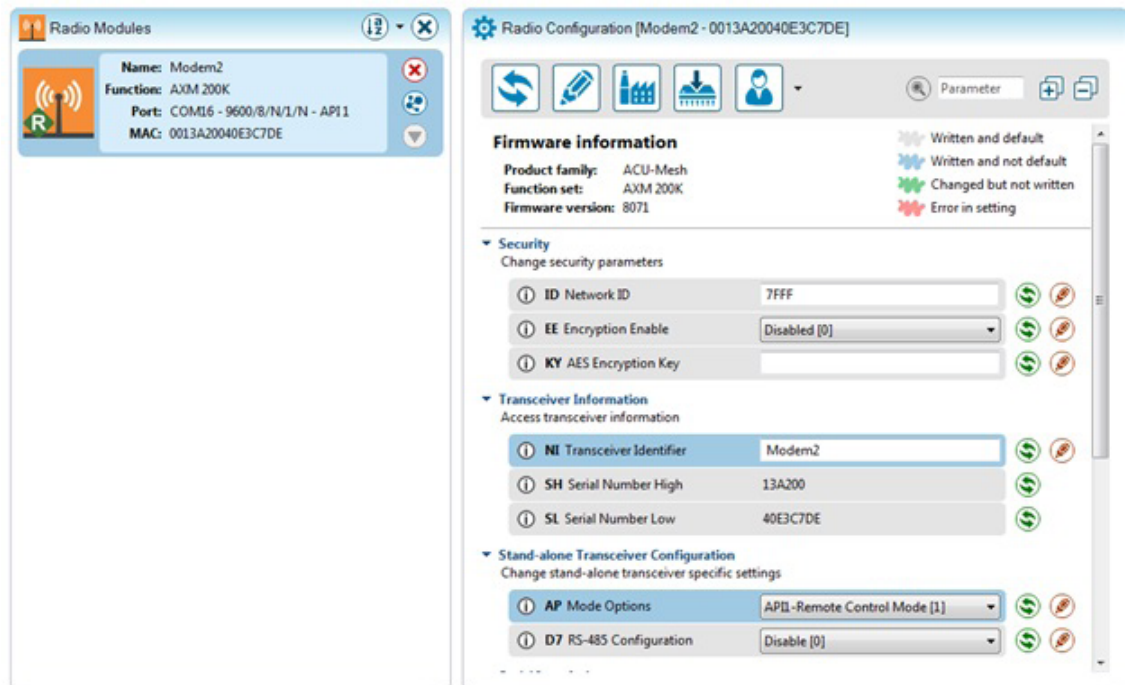 Radio Modules
Name: Modem2
Function: AXM 200K
Port: COM16 - 9600/8/N/1/N - API 1
MAC: 0013A20040E3C7DE
R
Radio Configuration [Modem2 - 0013A20040E3C7DE]
Parameter
Firmware information
Product family: ACU-Mesh
Function set: AXM 200K
Firmware version: 8071
Written and default
Written and not default
Changed but not written
Error in setting
Security
Change security parameters
ID Network ID 7FFF
EE Encryption Enable Disabled [0]
KY AES Encryption Key
Transceiver Information
Access transceiver information
NI Transceiver Identifier Modem2
SH Serial Number High 13A200
SL Serial Number Low 40E3C7DE
Stand-alone Transceiver Configuration
Change stand-alone transceiver specific settings
AP Mode Options API1-Remote Control Mode [1]
D7 RS-485 Configuration Disable [0]